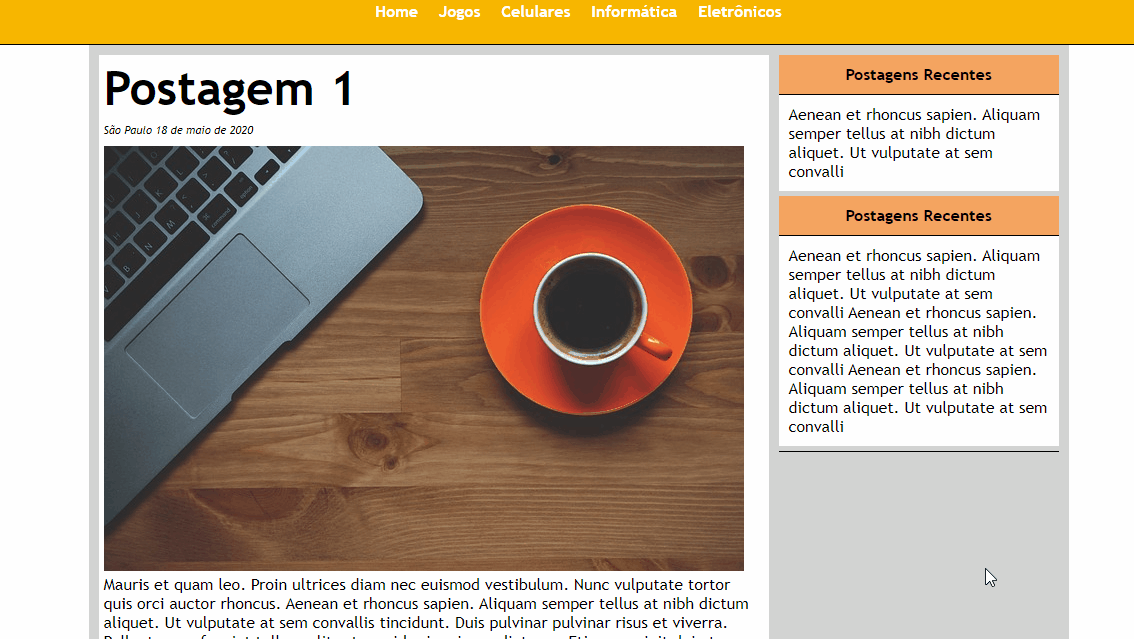 Home Jogos Celulares Informática Eletrônicos
Postagem 1
São Paulo 18 de maio de 2020
command
option
Mauris et quam leo. Proin ultrices diam nec euismod vestibulum. Nunc vulputate tortor
quis orci auctor rhoncus. Aenean et rhoncus sapien. Aliquam semper tellus at nibh dictum
aliquet. Ut vulputate at sem convallis tincidunt. Duis pulvinar pulvinar risus et viverra.
Postagens Recentes
Aenean et rhoncus sapien. Aliquam
semper tellus at nibh dictum
aliquet. Ut vulputate at sem
convalli
Postagens Recentes
Aenean et rhoncus sapien. Aliquam
semper tellus at nibh dictum
aliquet. Ut vulputate at sem
convalli Aenean et rhoncus sapien.
Aliquam semper tellus at nibh
dictum aliquet. Ut vulputate at sem
convalli Aenean et rhoncus sapien.
Aliquam semper tellus at nibh
dictum aliquet. Ut vulputate at sem
convalli